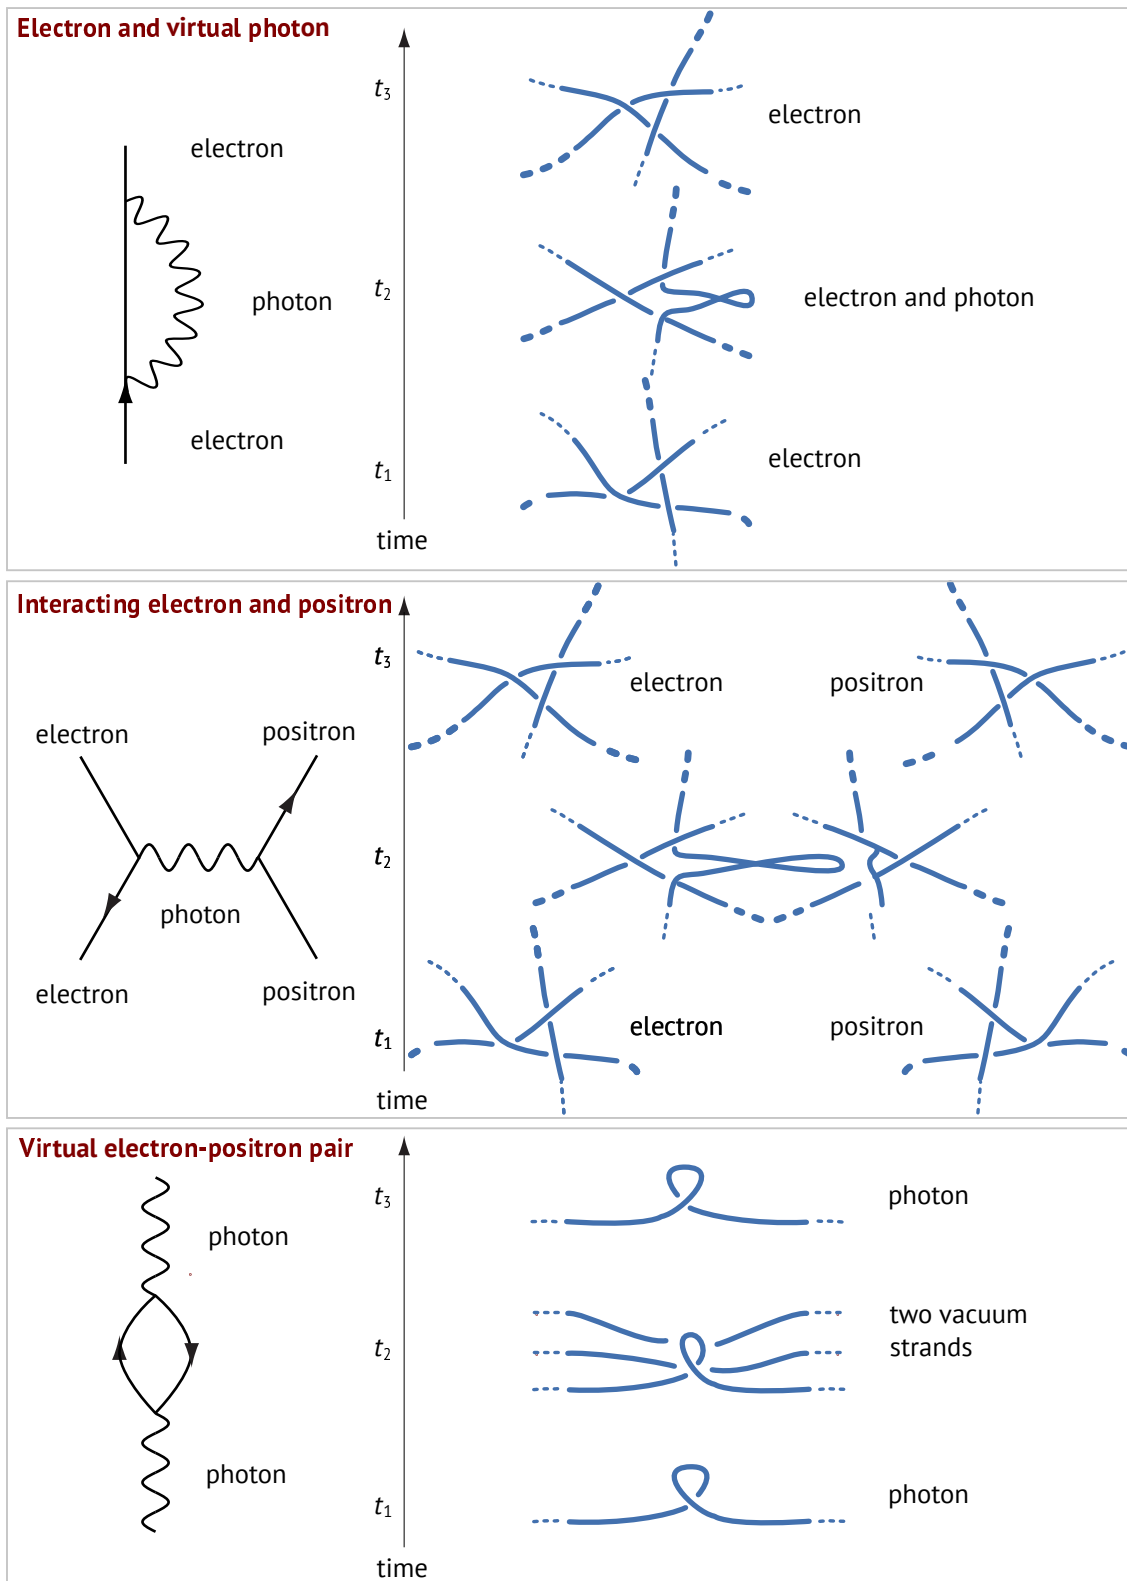 Electron and virtual photon
t3
electron
electron
photon
t2
electron and photon
electron
t1
electron
time
Interacting electron and positron
t3
electron
positron
electron
positron
t2
photon
electron
positron
t1
electron
positron
time
Virtual electron-positron pair
t3
photon
photon
two vacuum
t2
strands
photon
t1
photon
time